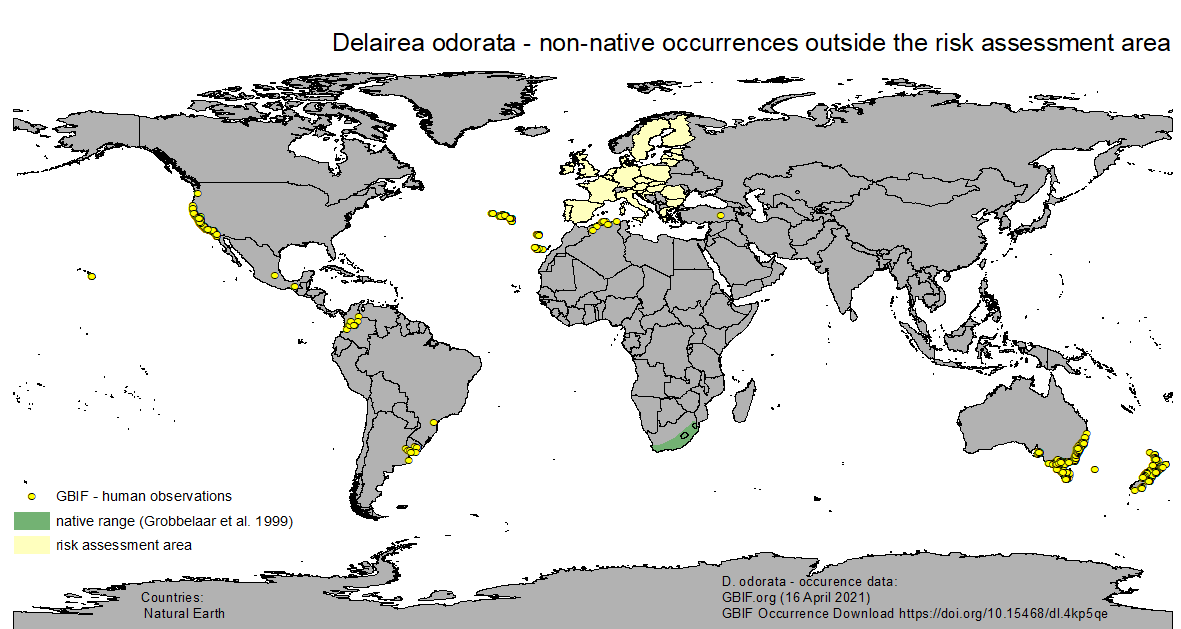 Delairea odorata - non-native occurrences outside the risk assessment area
GBIF - human observations
native range (Grobbelaar et al. 1999)
risk assessment area
Countries:
Natural Earth
D. odorata - occurence data:
GBIF.org (16 April 2021)
GBIF Occurrence Download https://doi.org/10.15468/dl.4kp5qe